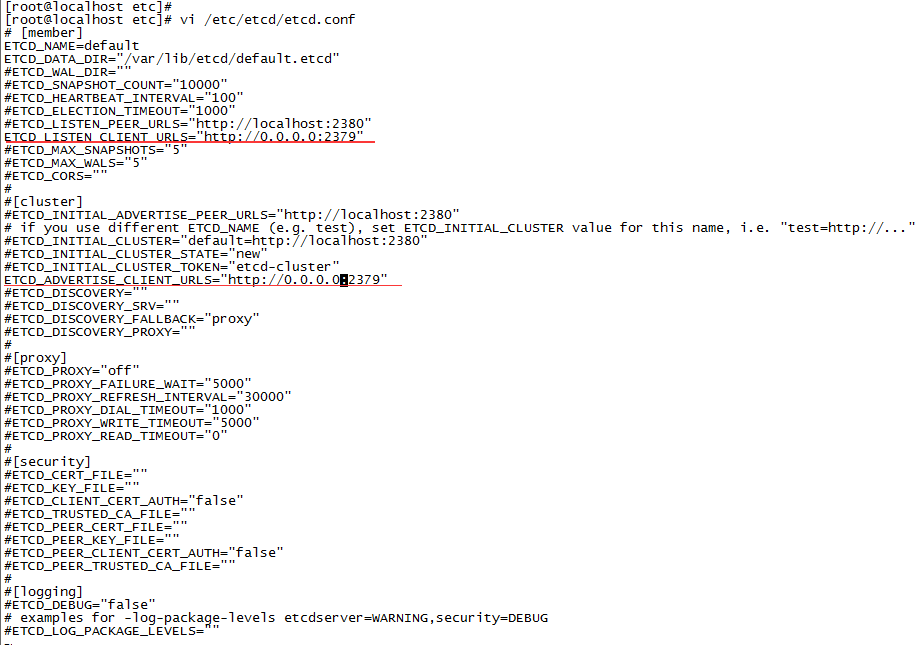 [root@localhost etc]#
[root@localhost etc]# vi /etc/etcd/etcd.conf
# [member]
ETCD_NAME=default
ETCD_DATA_DIR="/var/lib/etcd/default.etcd"
#ETCD_WAL_DIR=""
#ETCD_SNAPSHOT_COUNT="10000"
#ETCD_HEARTBEAT_INTERVAL="100"
#ETCD_ELECTION_TIMEOUT="1000"
#ETCD_LISTEN_PEER_URLS="http://localhost:2380"
ETCD_LISTEN_CLIENT_URLS="http://0.0.0.0:2379"
#ETCD_MAX_SNAPSHOTS="5"
#ETCD_MAX_WALS="5"
#ETCD_CORS=""
#
#[cluster]
#ETCD_INITIAL_ADVERTISE_PEER_URLS="http://localhost:2380"
# if you use different ETCD_NAME (e.g. test), set ETCD_INITIAL_CLUSTER value for this name, i.e. "test=http://..."
#ETCD_INITIAL_CLUSTER="default=http://localhost:2380"
#ETCD_INITIAL_CLUSTER_STATE="new"
#ETCD_INITIAL_CLUSTER_TOKEN="etcd-cluster"
ETCD_ADVERTISE_CLIENT_URLS="http://0.0.0.0:2379"
#ETCD_DISCOVERY=""
#ETCD_DISCOVERY_SRV=""
#ETCD_DISCOVERY_FALLBACK="proxy"
#ETCD_DISCOVERY_PROXY=""
#
#[proxy]
#ETCD_PROXY="off"
#ETCD_PROXY_FAILURE_WAIT="5000"
#ETCD_PROXY_REFRESH_INTERVAL="30000"
#ETCD_PROXY_DIAL_TIMEOUT="1000"
#ETCD_PROXY_WRITE_TIMEOUT="5000"
#ETCD_PROXY_READ_TIMEOUT="0"
#
#[security]
#ETCD_CERT_FILE=""
#ETCD_KEY_FILE=""
#ETCD_CLIENT_CERT_AUTH="false"
#ETCD_TRUSTED_CA_FILE=""
#ETCD_PEER_CERT_FILE=""
#ETCD_PEER_KEY_FILE=""
#ETCD_PEER_CLIENT_CERT_AUTH="false"
#ETCD_PEER_TRUSTED_CA_FILE=""
#
#[logging]
#ETCD_DEBUG="false"
# examples for -log-package-levels etcdserver=WARNING,security=DEBUG
#ETCD_LOG_PACKAGE_LEVELS=""